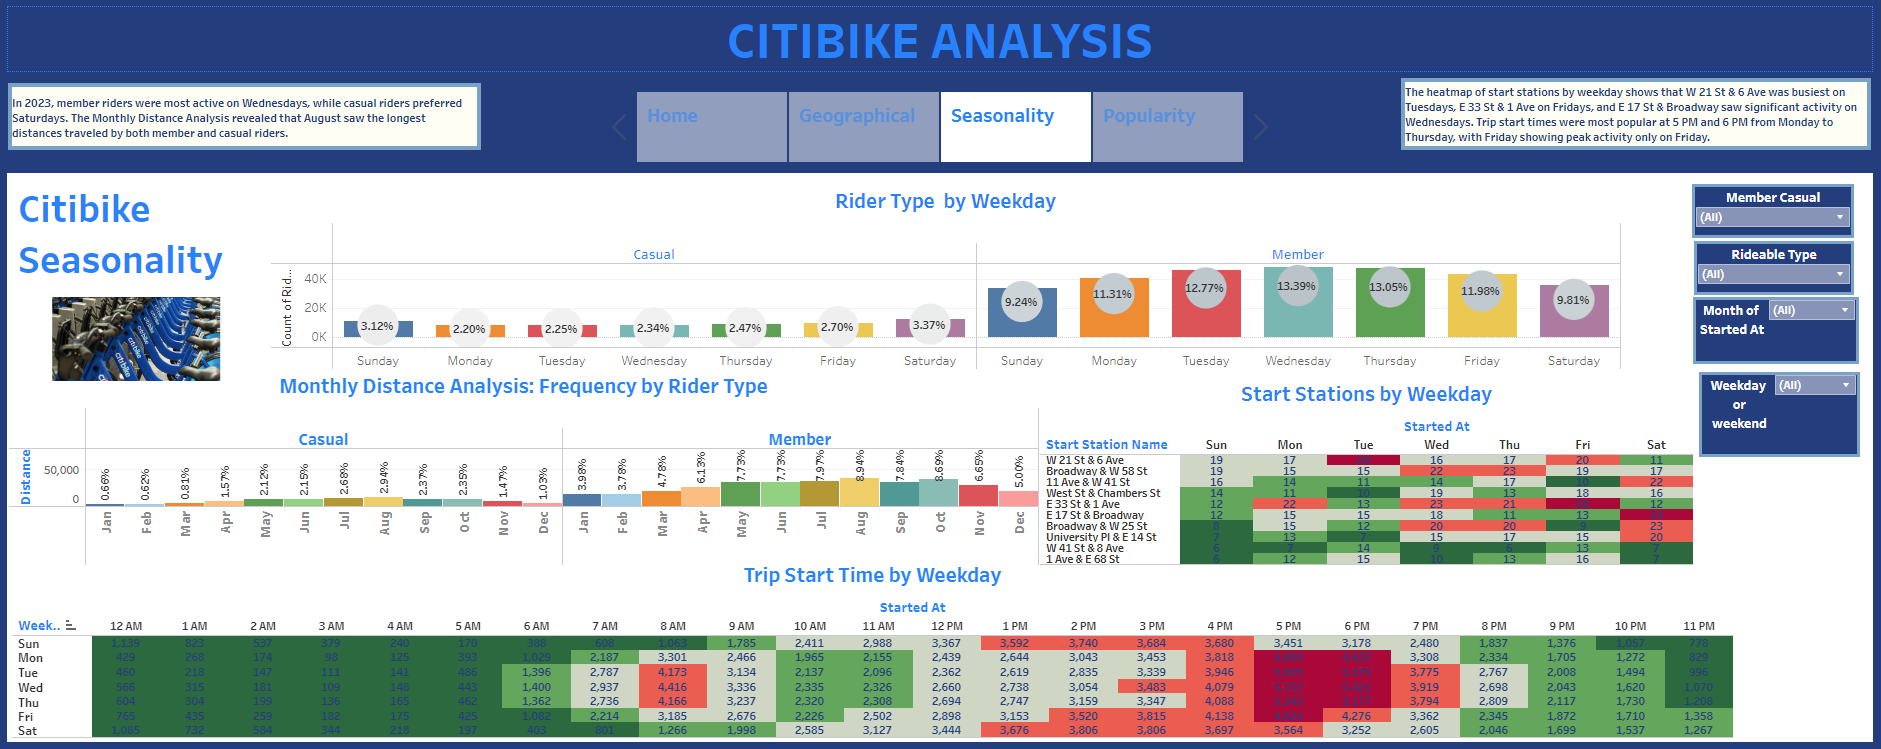 CITIBIKE ANALYSIS
In 2023, member riders were most active on Wednesdays, while casual riders preferred
Saturdays. The Monthly Distance Analysis revealed that August saw the longest
distances traveled by both member and casual riders.
Home
Geographical
Seasonality
Popularity
The heatmap of start stations by weekday shows that W 21 St & 6 Ave was busiest on
Tuesdays, E 33 St & 1 Ave on Fridays, and E 17 St & Broadway saw significant activity on
Wednesdays. Trip start times were most popular at 5 PM and 6 PM from Monday to
Thursday, with Friday showing peak activity only on Friday.
Citibike
Seasonality
Rider Type by Weekday
Casual
Member
Count of Rid...
40K
20K
0K
3.12% 2.20% 2.25% 2.34% 2.47% 2.70% 3.37% 9.24% 11.31% 12.77% 13.39% 13.05% 11.98% 9.81%
Sunday Monday Tuesday Wednesday Thursday Friday Saturday Sunday Monday Tuesday Wednesday Thursday Friday Saturday
Member Casual
(All)
Rideable Type
(All)
Month of
Started At
(All)
Weekday
or
weekend
(All)
Monthly Distance Analysis: Frequency by Rider Type
Casual
Member
Distance
50,000
0
0.66% 0.62% 0.81% 1.57% 2.12% 2.15% 2.68% 2.94% 2.37% 2.35% 1.47% 1.03% 3.98% 3.78% 4.78% 6.13% 7.73% 7.73% 7.97% 8.94% 7.84% 8.69% 6.65% 5.00%
Jan Feb Mar Apr May Jun Jul Aug Sep Oct Nov Dec Jan Feb Mar Apr May Jun Jul Aug Sep Oct Nov Dec
Start Stations by Weekday
Started At
Start Station Name Sun Mon Tue Wed Thu Fri Sat
W 21 St & 6 Ave 19 17 16 17 20 11
Broadway & W 58 St 19 15 15 22 23 19 17
11 Ave & W 41 St 16 14 11 14 17 10 22
West St & Chambers St 14 11 10 19 13 18 16
E 33 St & 1 Ave 12 22 13 23 21 12
E 17 St & Broadway 12 15 15 18 11 13
Broadway & W 25 St 8 15 12 20 20 9 23
University Pl & E 14 St 7 13 7 15 17 15 20
W 41 St & 8 Ave 6 7 14 9 6 13 7
1 Ave & E 68 St 6 12 15 10 13 16 7
Trip Start Time by Weekday
Started At
Week.. 12 AM 1 AM 2 AM 3 AM 4 AM 5 AM 6 AM 7 AM 8 AM 9 AM 10 AM 11 AM 12 PM 1 PM 2 PM 3 PM 4 PM 5 PM 6 PM 7 PM 8 PM 9 PM 10 PM 11 PM
Sun 1,139 823 537 379 240 170 388 608 1,063 1,785 2,411 2,988 3,367 3,592 3,740 3,684 3,680 3,451 3,178 2,480 1,837 1,376 1,057 778
Mon 429 268 174 98 125 393 1,029 2,187 3,301 2,466 1,965 2,155 2,439 2,644 3,043 3,453 3,818 3,308 2,334 1,705 1,272 829
Tue 460 218 147 111 141 486 1,396 2,787 4,173 3,134 2,137 2,096 2,362 2,619 2,835 3,339 3,946 3,775 2,767 2,008 1,494 996
Wed 566 315 181 109 148 443 1,400 2,937 4,416 3,336 2,335 2,326 2,660 2,738 3,054 3,483 4,079 3,919 2,698 2,043 1,620 1,070
Thu 604 304 199 136 165 462 1,362 2,736 4,166 3,237 2,320 2,308 2,694 2,747 3,159 3,347 4,088 3,794 2,809 2,117 1,730 1,208
Fri 765 435 259 182 175 425 1,082 2,214 3,185 2,676 2,226 2,502 2,898 3,153 3,520 3,815 4,138 4,276 3,362 2,345 1,872 1,710 1,358
Sat 1,085 732 584 344 218 197 403 801 1,266 1,998 2,585 3,127 3,444 3,676 3,806 3,806 3,697 3,564 3,252 2,605 2,046 1,699 1,537 1,267